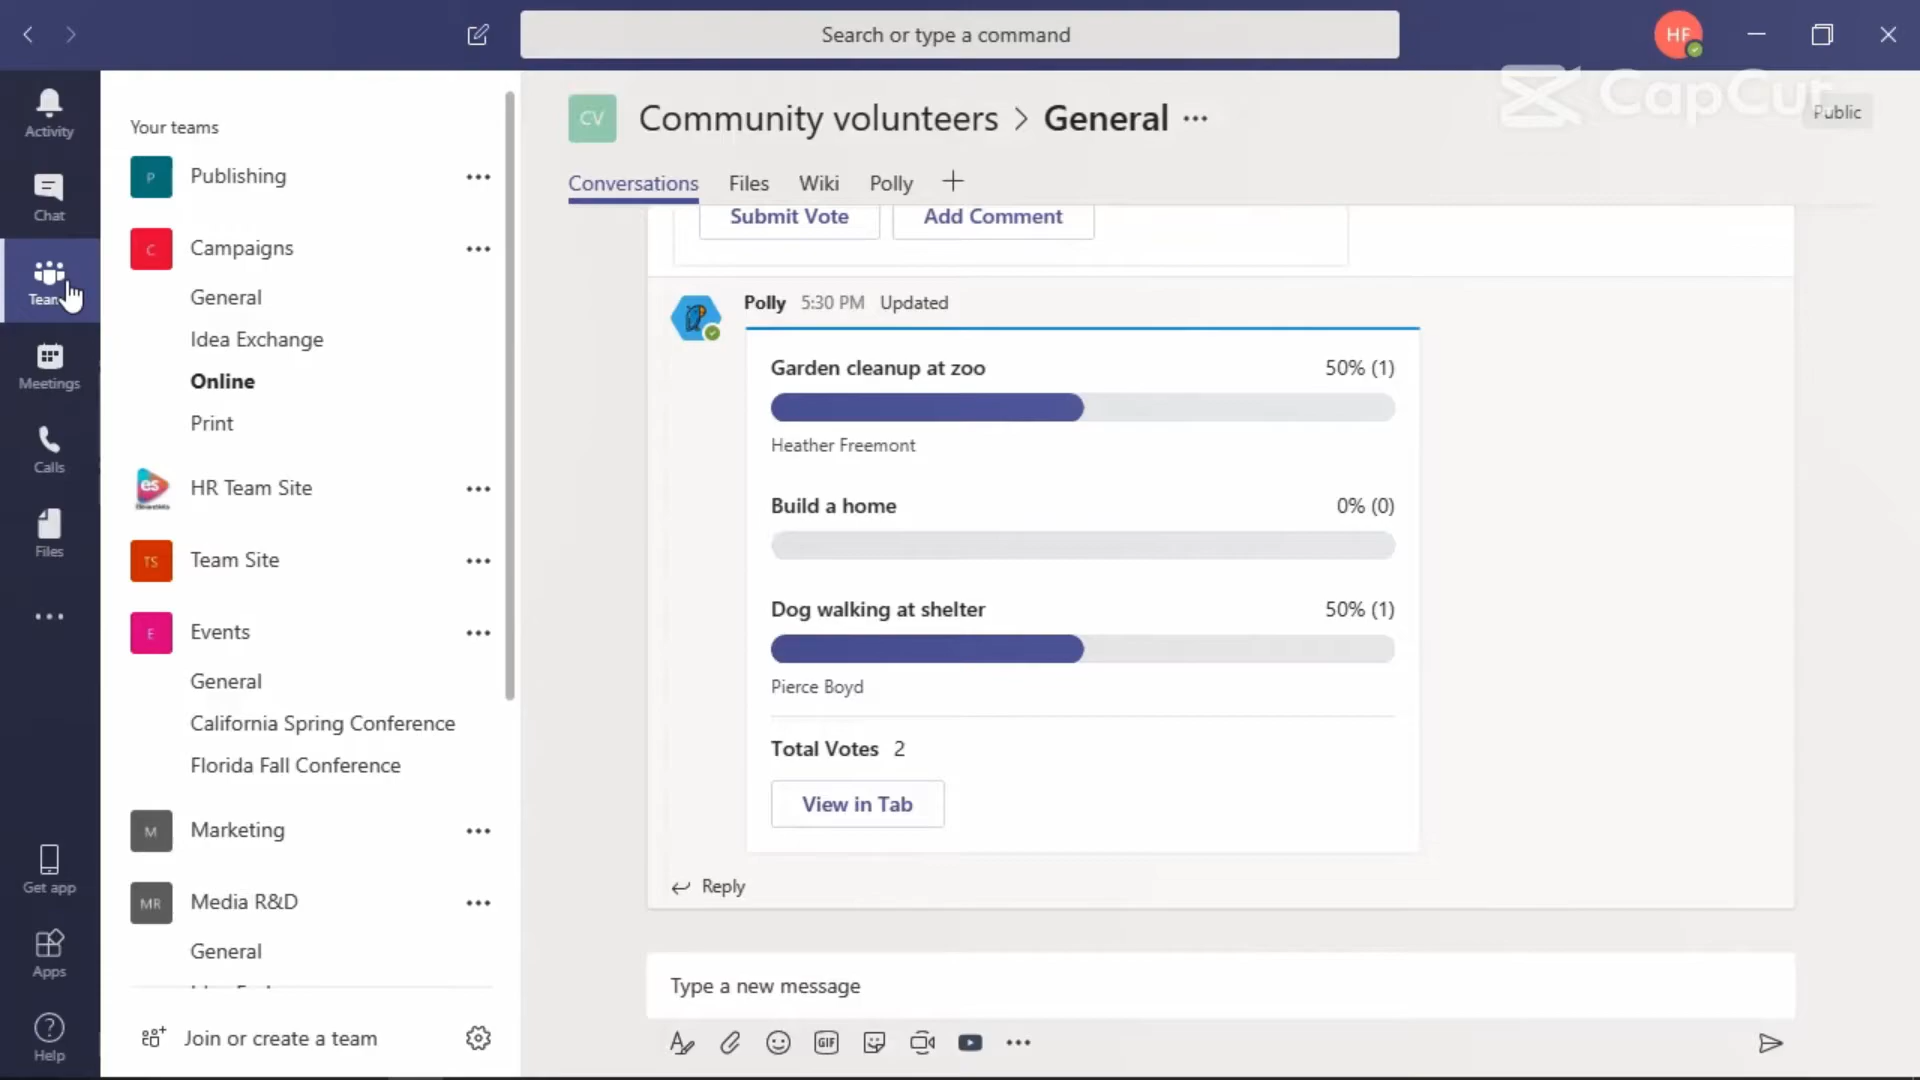 Search or type a command
HF
CapCut
Activity
Chat
Meetings
Calls
Files
Get app
Apps
Help
Your teams
P Publishing
C Campaigns
General
Idea Exchange
Online
Print
es
HR Team Site
TS Team Site
E Events
General
California Spring Conference
Florida Fall Conference
M Marketing
MR Media R&D
General
Join or create a team
CV Community volunteers > General
Public
Conversations Files Wiki Polly
Submit Vote Add Comment
Polly 5:30 PM Updated
Garden cleanup at zoo 50% (1)
Heather Freemont
Build a home 0% (0)
Dog walking at shelter 50% (1)
Pierce Boyd
Total Votes 2
View in Tab
Reply
Type a new message
GIF